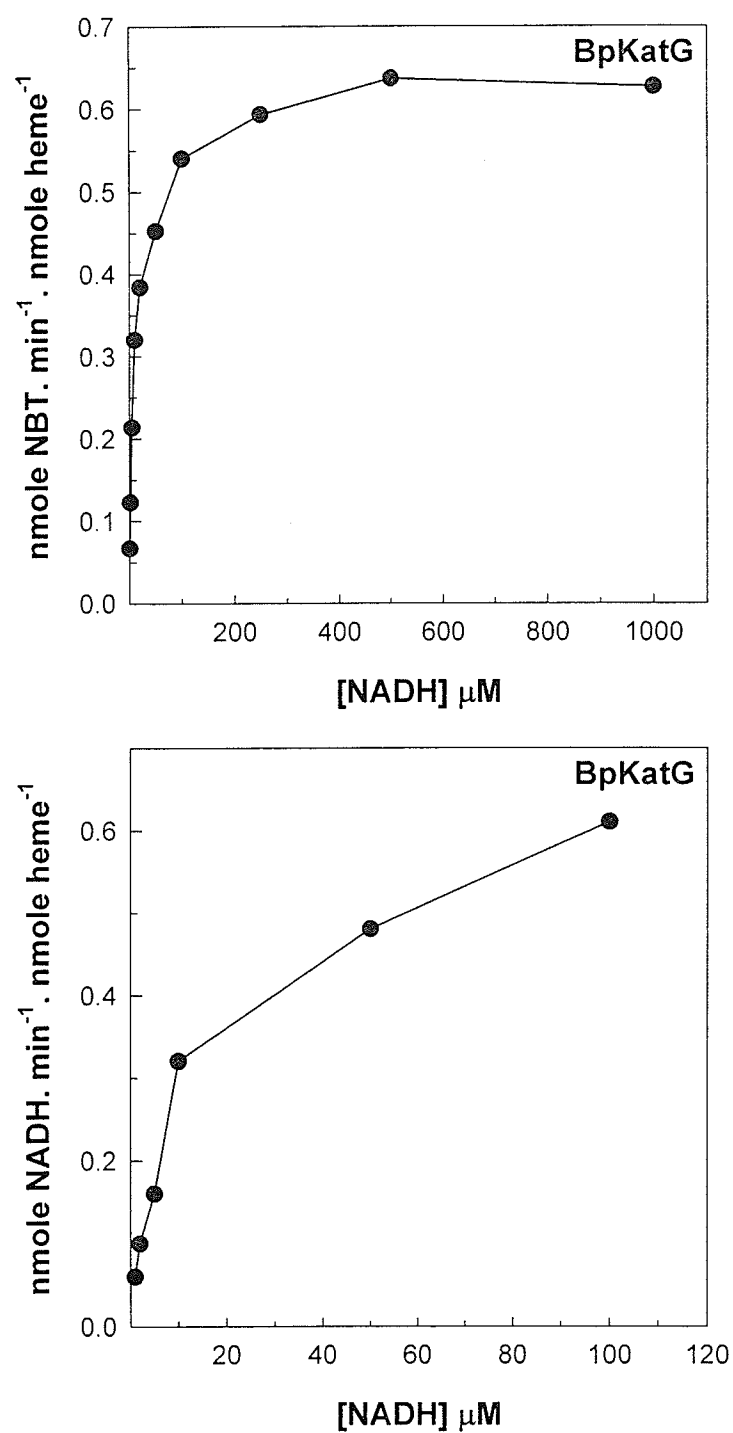 BpKatG
nmole NBT. min⁻¹ . nmole heme⁻¹
0.7
0.6
0.5
0.4
0.3
0.2
0.1
0.0
200 400 600 800 1000
[NADH] μM
BpKatG
nmole NADH. min⁻¹ . nmole heme⁻¹
0.6
0.4
0.2
0.0
20 40 60 80 100 120
[NADH] μM